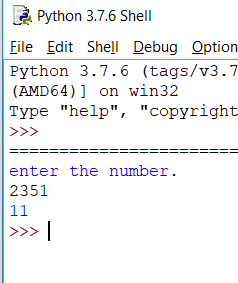 Python 3.7.6 Shell
File Edit Shell Debug Option
Python 3.7.6 (tags/v3.7
(AMD64)] on win32
Type "help", "copyright
>>>
========================
enter the number.
2351
11
>>>